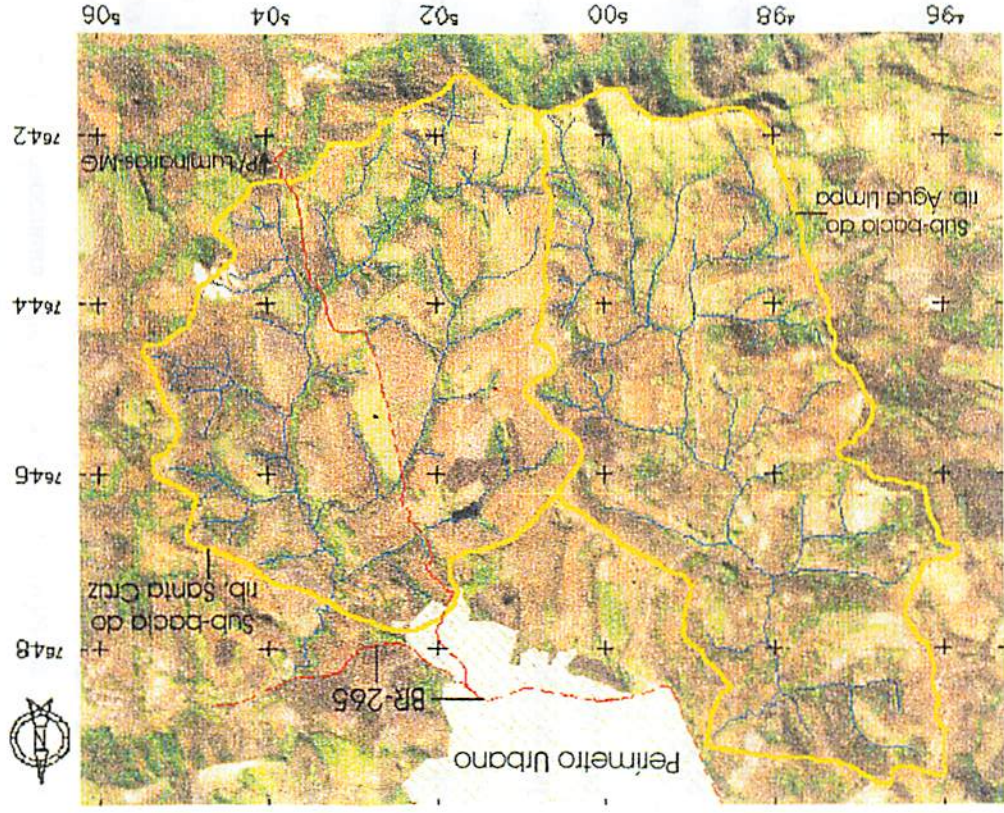 N
Perímetro Urbano
BR-265
7648
Sub-bacia do
rib. Santa Cruz
7646
7644
Sub-bacia do
rib. Água Limpa
P/Luminárias-MG
7642
496
498
500
502
504
506